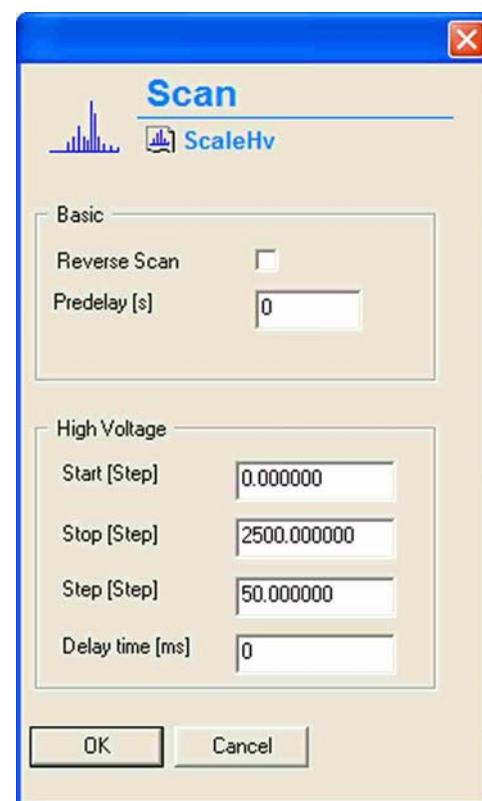 Scan
ScaleHv
Basic
Reverse Scan
Predelay [s] 0
High Voltage
Start [Step] 0.000000
Stop [Step] 2500.000000
Step [Step] 50.000000
Delay time [ms] 0
OK Cancel